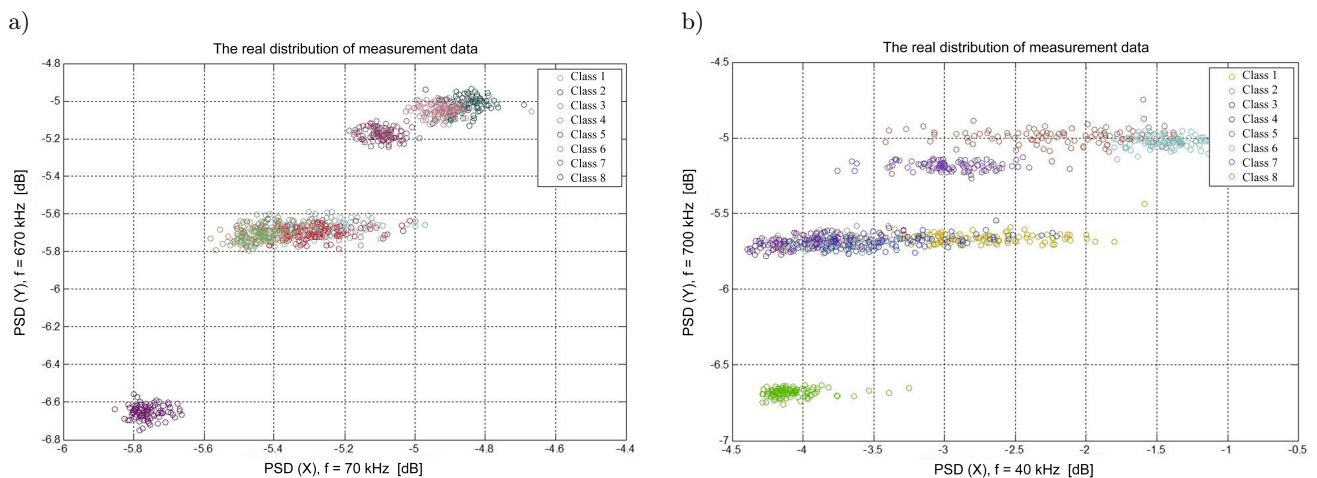 a)
The real distribution of measurement data
-4.8
-5
-5.2
-5.4
-5.6
-5.8
-6
-6.2
-6.4
-6.6
-6.8
PSD (Y), f = 670 kHz [dB]
Class 1
Class 2
Class 3
Class 4
Class 5
Class 6
Class 7
Class 8
-6 -5.8 -5.6 -5.4 -5.2 -5 -4.8 -4.6 -4.4
PSD (X), f = 70 kHz [dB]
b)
The real distribution of measurement data
-4.5
-5
-5.5
-6
-6.5
-7
PSD (Y), f = 700 kHz [dB]
Class 1
Class 2
Class 3
Class 4
Class 5
Class 6
Class 7
Class 8
-4.5 -4 -3.5 -3 -2.5 -2 -1.5 -1 -0.5
PSD (X), f = 40 kHz [dB]